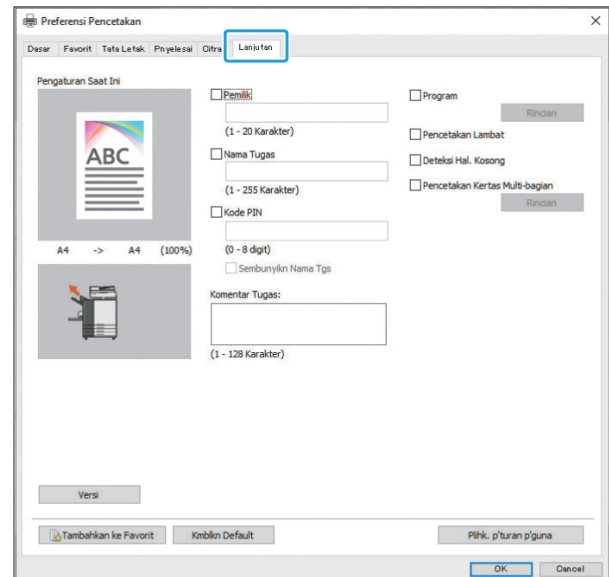 Preferensi Pencetakan
Dasar Favorit Tata Letak Pnyelesai Citra Lanjutan
Pengaturan Saat Ini
ABC
A4 -> A4 (100%)
Versi
Pemilik
(1 - 20 Karakter)
Nama Tugas
(1 - 255 Karakter)
Kode PIN
(0 - 8 digit)
Sembunyikn Nama Tgs
Komentar Tugas:
(1 - 128 Karakter)
Program
Rincian
Pencetakan Lambat
Deteksi Hal. Kosong
Pencetakan Kertas Multi-bagian
Rincian
Tambahkan ke Favorit Kmblkn Default Plihk. p'turan p'guna
OK Cancel